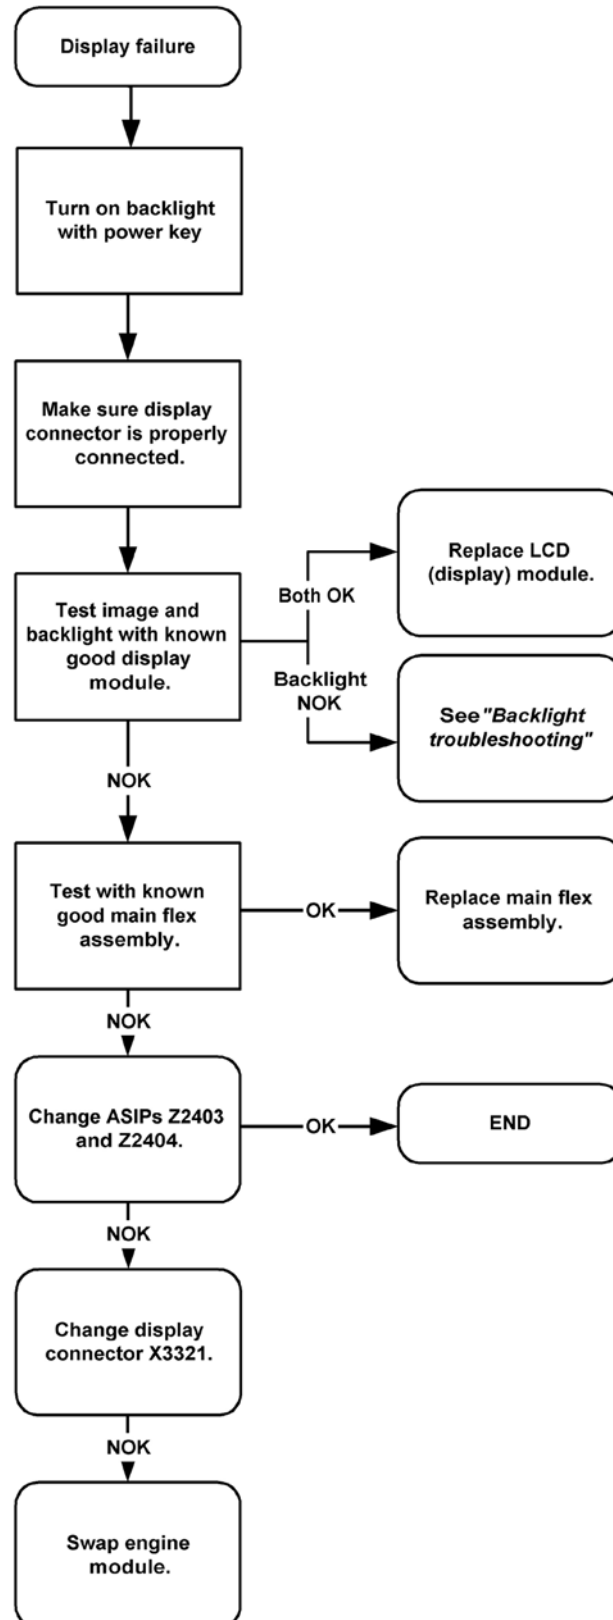 Display failure
Turn on backlight
with power key
Make sure display
connector is properly
connected.
Test image and
backlight with known
good display
module.
Both OK
Replace LCD
(display) module.
Backlight
NOK
See "Backlight
troubleshooting"
NOK
Test with known
good main flex
assembly.
OK
Replace main flex
assembly.
NOK
Change ASIPs Z2403
and Z2404.
OK
END
NOK
Change display
connector X3321.
NOK
Swap engine
module.